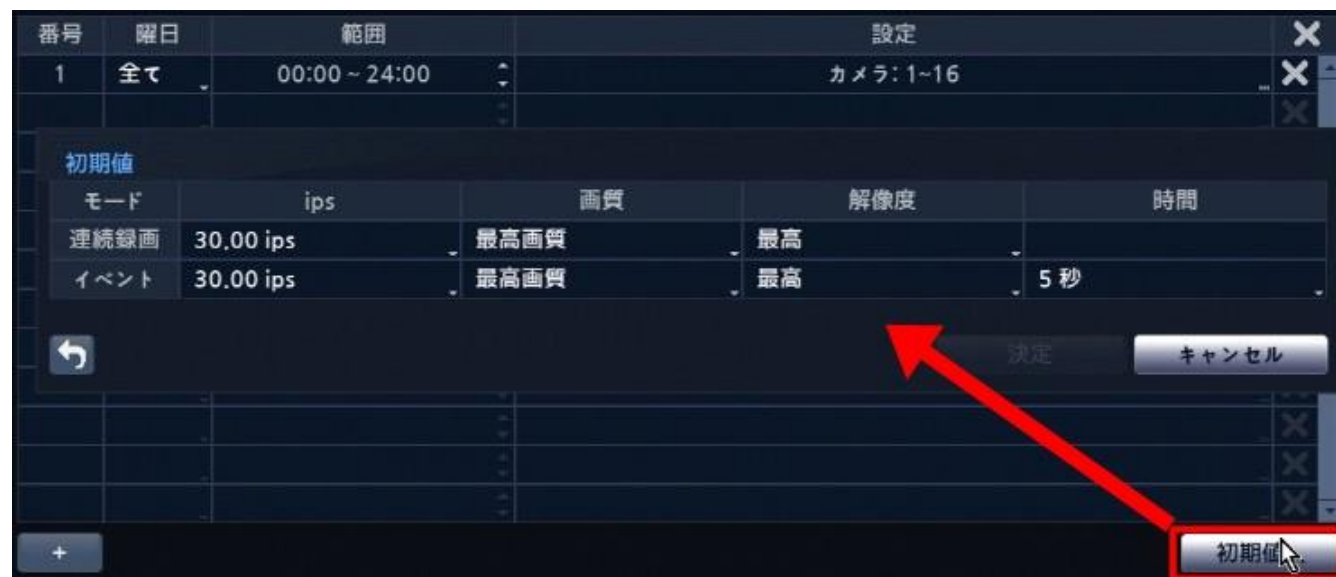 番号 曜日 範囲 設定
1 全て 00:00 ~ 24:00 カメラ: 1~16
初期値
モード ips 画質 解像度 時間
連続録画 30.00 ips 最高画質 最高
イベント 30.00 ips 最高画質 最高 5 秒
決定 キャンセル
+ 初期値...